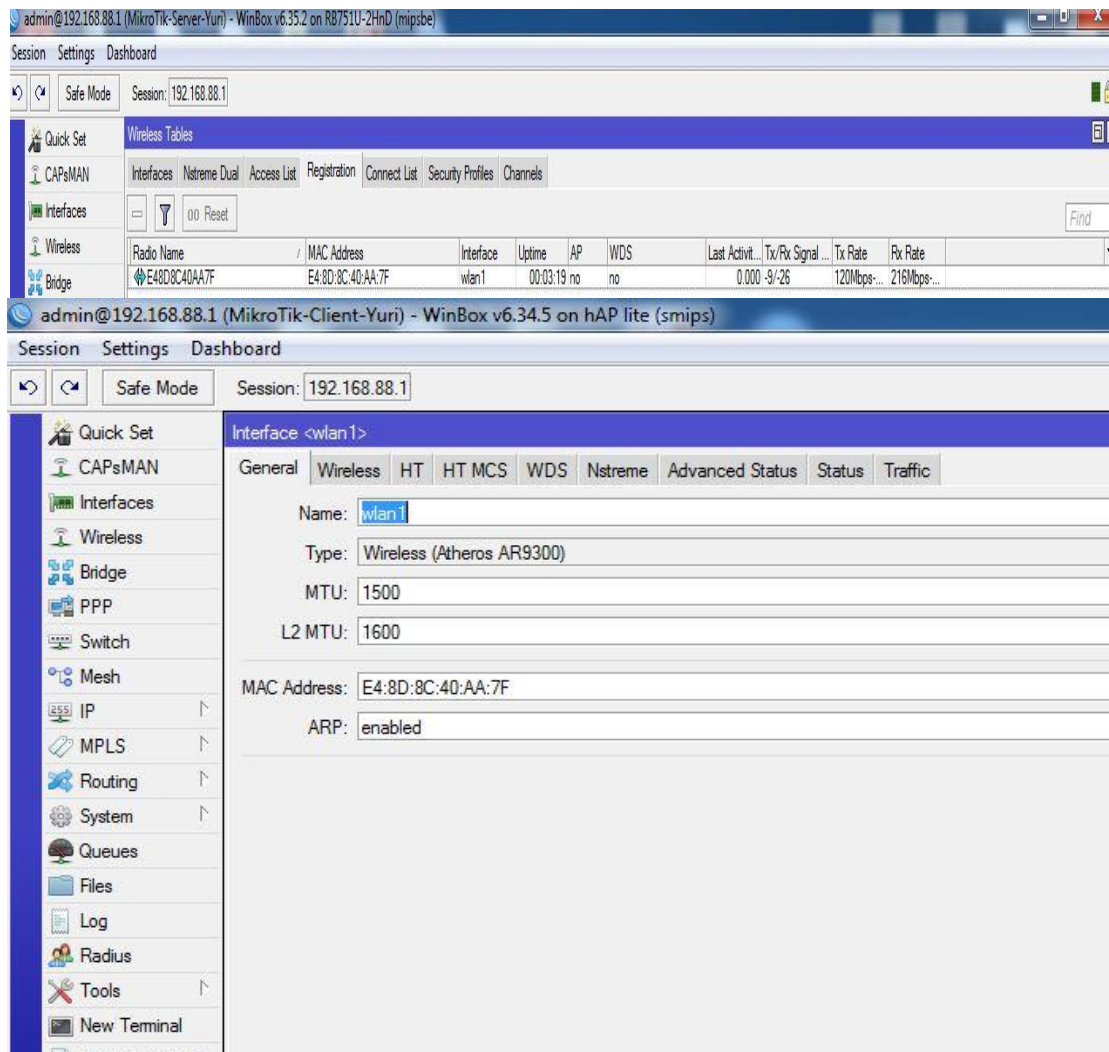 admin@192.168.88.1 (MikroTik-Server-Yuri) - WinBox v6.35.2 on RB751U-2HnD (mipsbe)
Session Settings Dashboard
Safe Mode Session: 192.168.88.1
Quick Set Wireless Tables
CAPsMAN Interfaces Nstreme Dual Access List Registration Connect List Security Profiles Channels
Interfaces 00 Reset Find
Wireless Radio Name / MAC Address Interface Uptime AP WDS Last Activit... Tx/Rx Signal ... Tx Rate Rx Rate
Bridge E48D8C40AA7F E4:8D:8C:40:AA:7F wlan1 00:03:19 no no 0.000 -9/-26 120Mbps-... 216Mbps-...
admin@192.168.88.1 (MikroTik-Client-Yuri) - WinBox v6.34.5 on hAP lite (smips)
Session Settings Dashboard
Safe Mode Session: 192.168.88.1
Quick Set Interface <wlan1>
CAPsMAN General Wireless HT HT MCS WDS Nstreme Advanced Status Status Traffic
Interfaces Name: wlan1
Wireless Type: Wireless (Atheros AR9300)
Bridge MTU: 1500
PPP
Switch L2 MTU: 1600
Mesh MAC Address: E4:8D:8C:40:AA:7F
255 IP ARP: enabled
MPLS
Routing
System
Queues
Files
Log
Radius
Tools
New Terminal